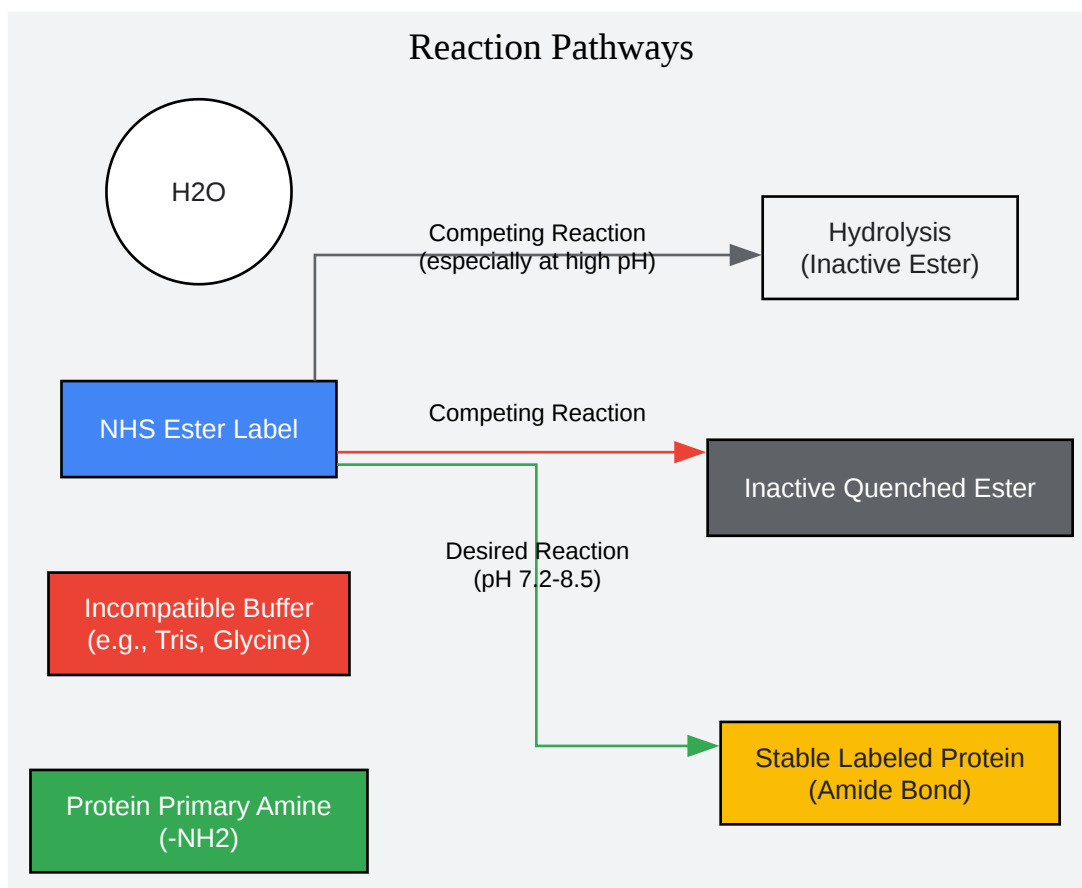 Reaction Pathways
H2O
Competing Reaction
(especially at high pH)
Hydrolysis
(Inactive Ester)
NHS Ester Label
Competing Reaction
Inactive Quenched Ester
Desired Reaction
(pH 7.2-8.5)
Incompatible Buffer
(e.g., Tris, Glycine)
Stable Labeled Protein
(Amide Bond)
Protein Primary Amine
(-NH2)